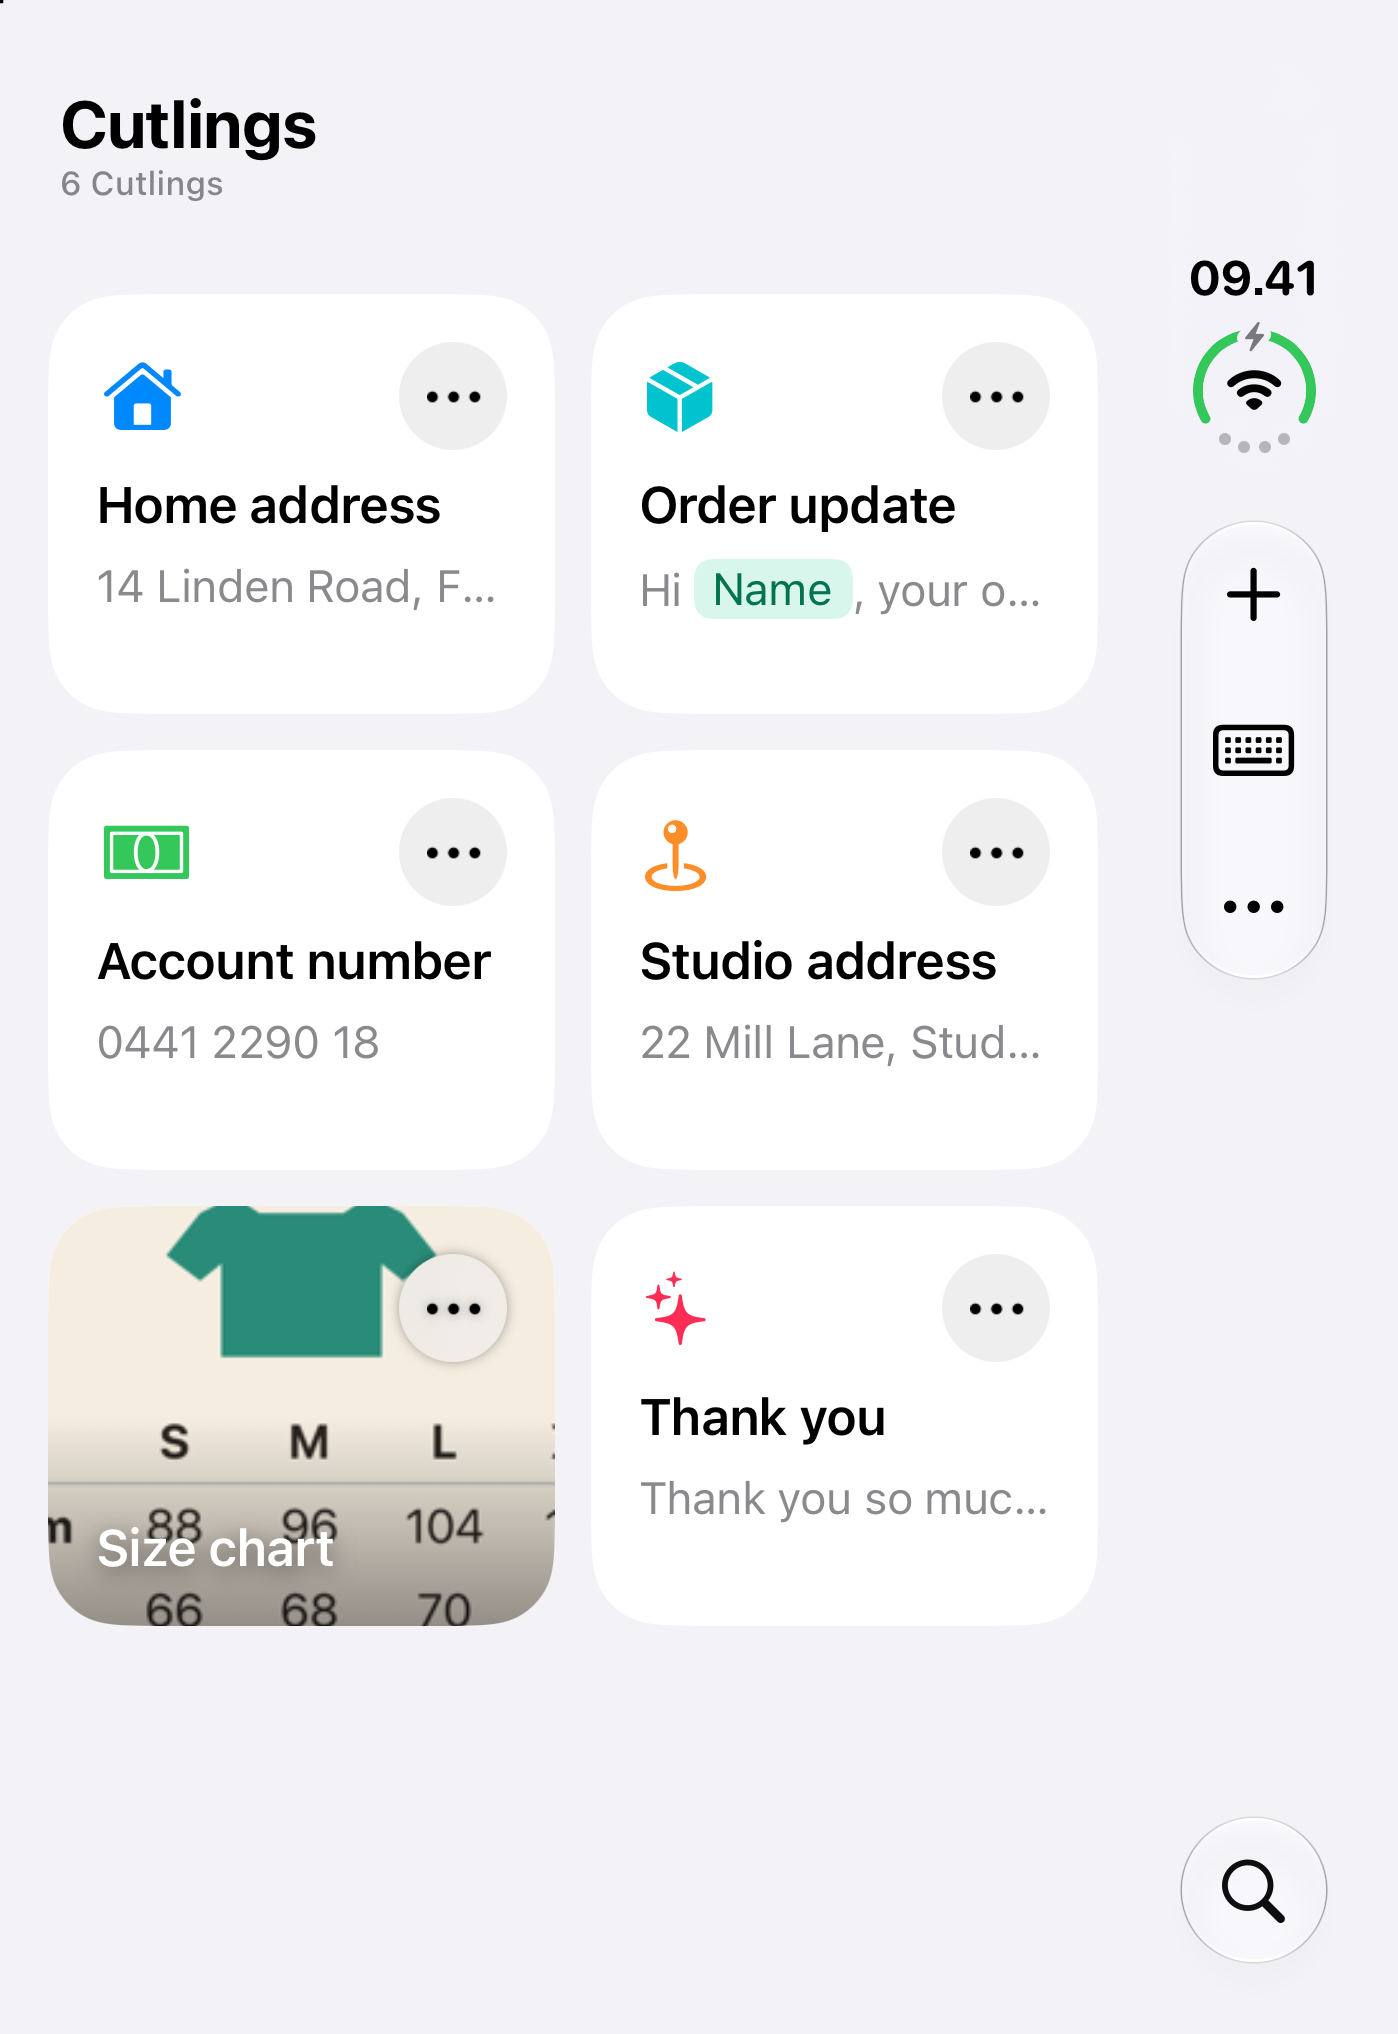 Cutlings
6 Cutlings
09.41
Home address
14 Linden Road, F...
Order update
Hi Name, your o...
Account number
0441 2290 18
Studio address
22 Mill Lane, Stud...
S M L
m 88 96 104
Size chart
66 68 70
Thank you
Thank you so muc...